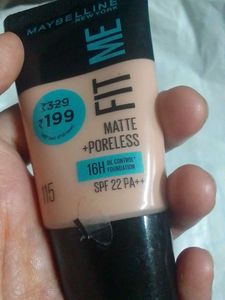 MAYBELLINE
NEW YORK
FIT ME
₹329
₹199
MATTE
+PORELESS
16H OIL CONTROL*
FOUNDATION
SPF 22 PA++
115